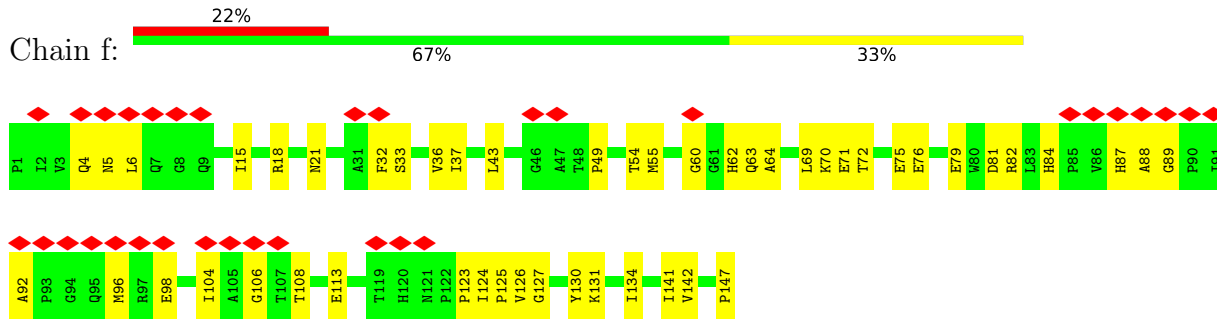 22%
Chain f:
67%
33%
P1 I2 V3 Q4 N5 L6 Q7 G8 Q9 I15 R18 N21 A31 F32 S33 V36 I37 L43 G46 A47 T48 P49 T54 M55 G60 G61 H62 Q63 A64 L69 K70 E71 T72 E75 E76 E79 W80 D81 R82 L83 H84 P85 V86 H87 A88 G89 P90 I91
A92 P93 G94 Q95 M96 R97 E98 I104 A105 G106 T107 T108 E113 T119 H120 N121 P122 P123 I124 P125 V126 G127 Y130 K131 I134 I141 V142 P147